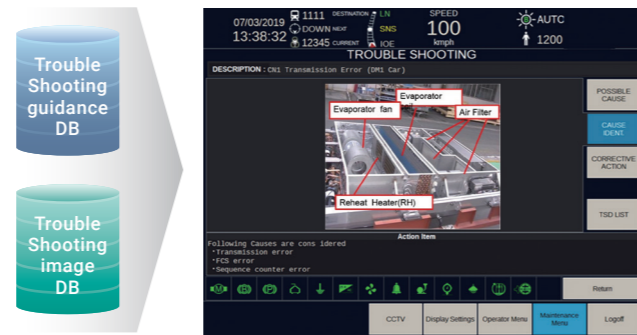 Trouble
Shooting
guidance
DB
Trouble
Shooting
image
DB
07/03/2019
13:38:32
1111 DESTINATION LN
DOWN NEXT SNS
12345 CURRENT IOE
SPEED
100
kmph
AUTC
1200
TROUBLE SHOOTING
DESCRIPTION : CN1 Transmission Error (DM1 Car)
Evaporator fan
Evaporator
Air Filter
Reheat Heater(RH)
POSSIBLE
CAUSE
CAUSE
IDENT.
CORRECTIVE
ACTION
TSD LIST
Action Item
Following Causes are cons idered
・Transmission error
・FCS error
・Sequence counter error
Return
CCTV
Display Settings
Operator Menu
Maintenance
Menu
Logoff